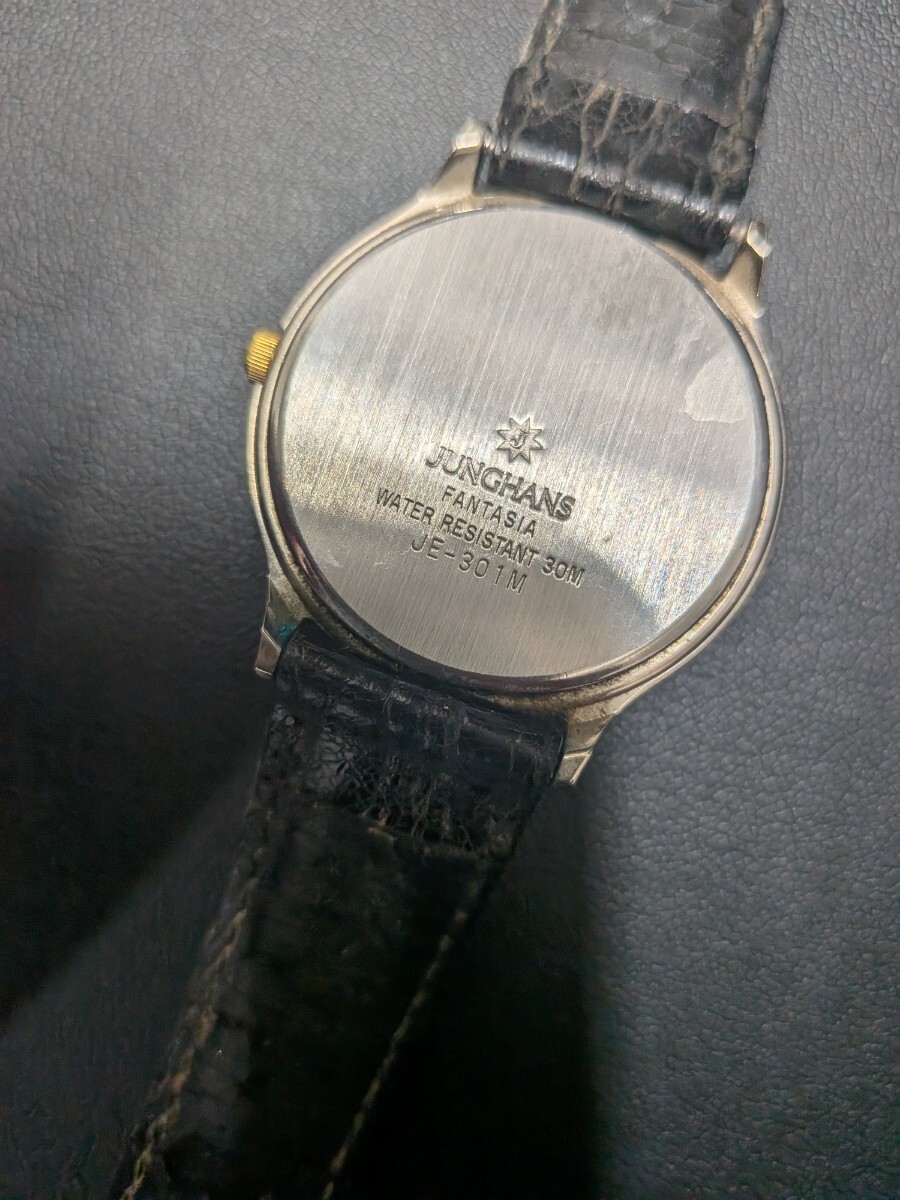 J
JUNGHANS
FANTASIA
WATER RESISTANT 30M
JE-301M